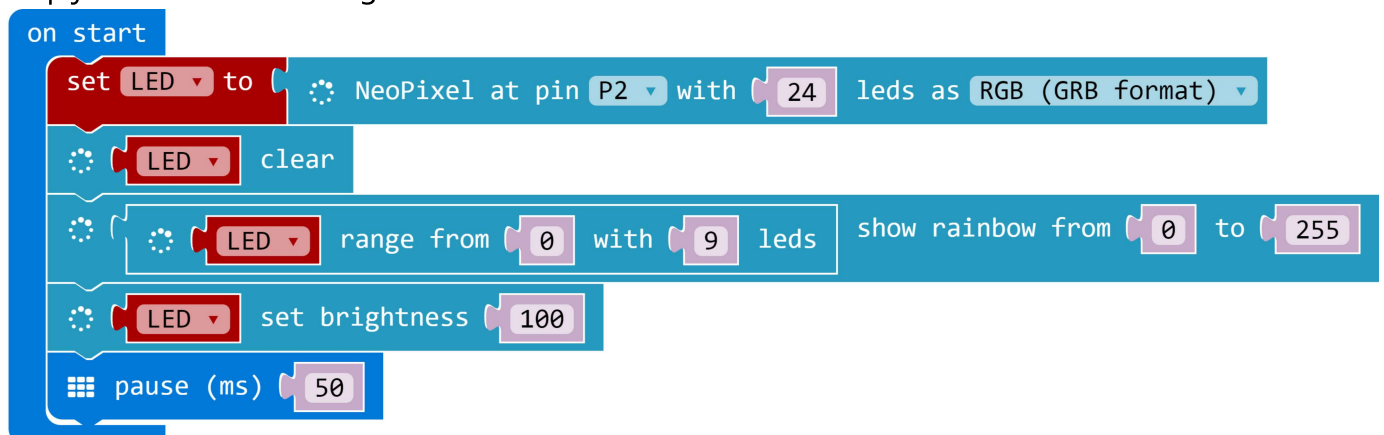 on start
set LED to NeoPixel at pin P2 with 24 leds as RGB (GRB format)
LED clear
LED range from 0 with 9 leds show rainbow from 0 to 255
LED set brightness 100
pause (ms) 50